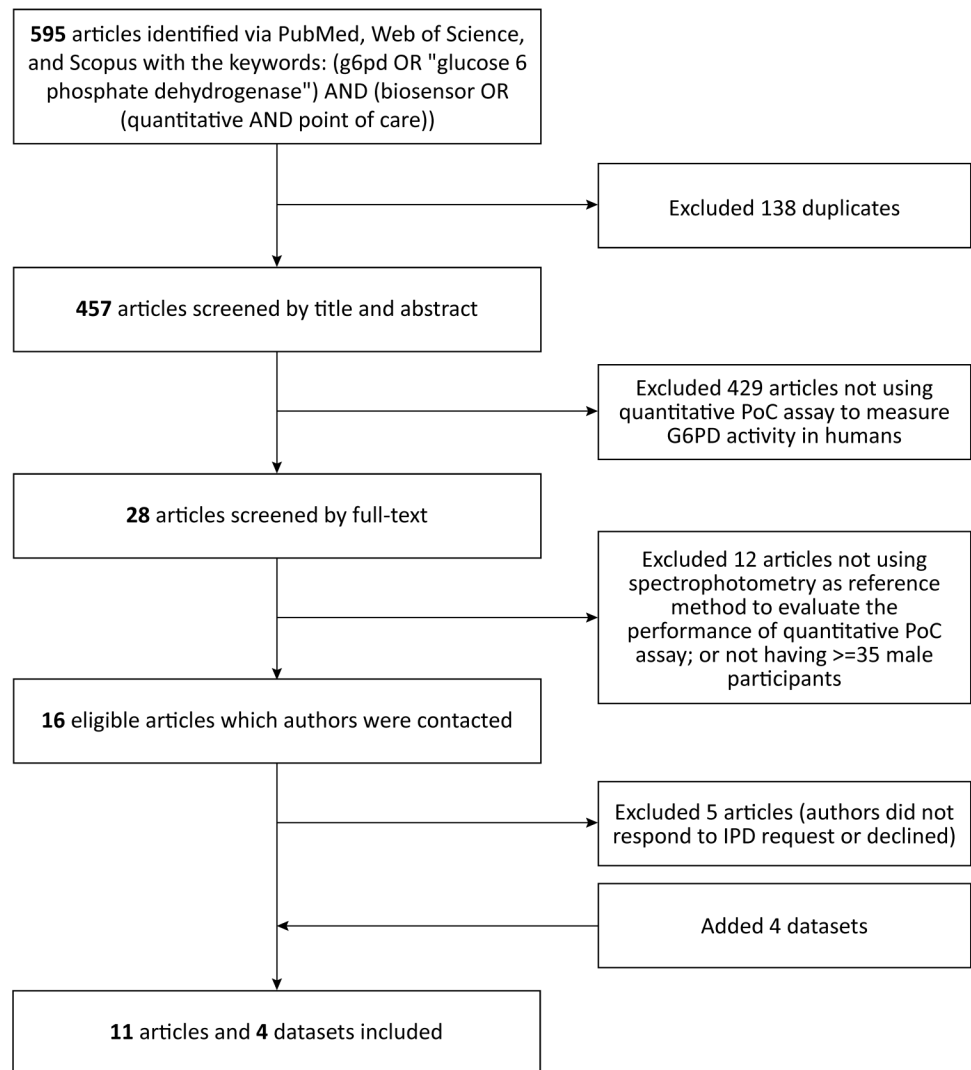 595 articles identified via PubMed, Web of Science,
and Scopus with the keywords: (g6pd OR "glucose 6
phosphate dehydrogenase") AND (biosensor OR
(quantitative AND point of care))
Excluded 138 duplicates
457 articles screened by title and abstract
Excluded 429 articles not using
quantitative PoC assay to measure
G6PD activity in humans
28 articles screened by full-text
Excluded 12 articles not using
spectrophotometry as reference
method to evaluate the
performance of quantitative PoC
assay; or not having >=35 male
participants
16 eligible articles which authors were contacted
Excluded 5 articles (authors did not
respond to IPD request or declined)
Added 4 datasets
11 articles and 4 datasets included